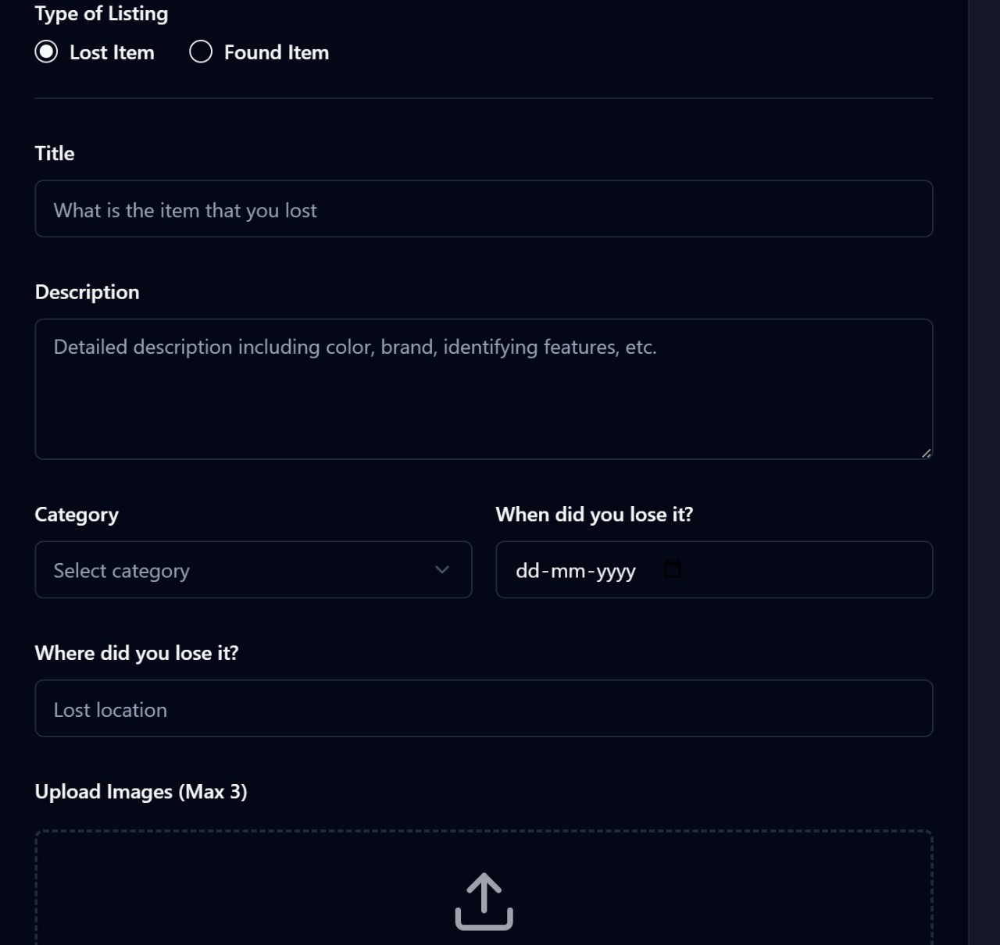 Type of Listing
Lost Item Found Item
Title
What is the item that you lost
Description
Detailed description including color, brand, identifying features, etc.
Category
When did you lose it?
Select category
dd-mm-yyyy
Where did you lose it?
Lost location
Upload Images (Max 3)